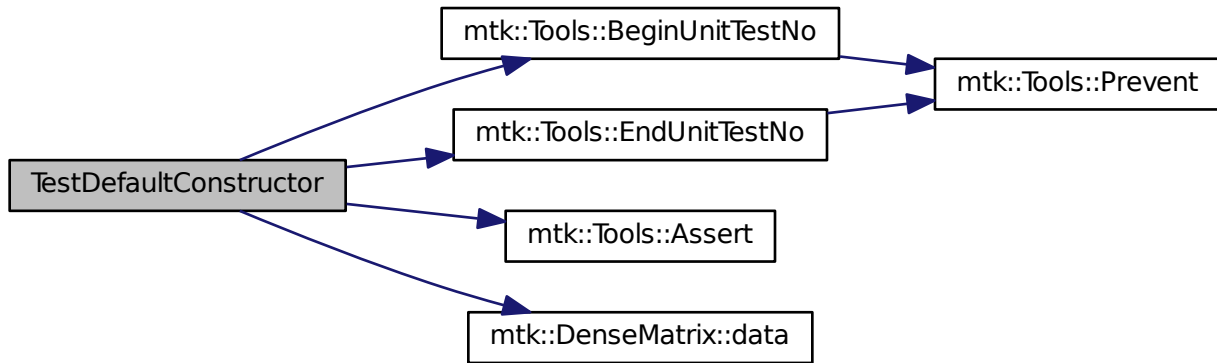 mtk::Tools::BeginUnitTestNo
mtk::Tools::Prevent
mtk::Tools::EndUnitTestNo
TestDefaultConstructor
mtk::Tools::Assert
mtk::DenseMatrix::data